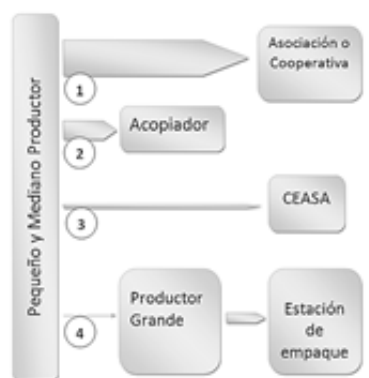 Pequeño y Mediano Productor
1
Asociación o
Cooperativa
2
Acopiador
3
CEASA
4
Productor
Grande
Estación
de
empaque